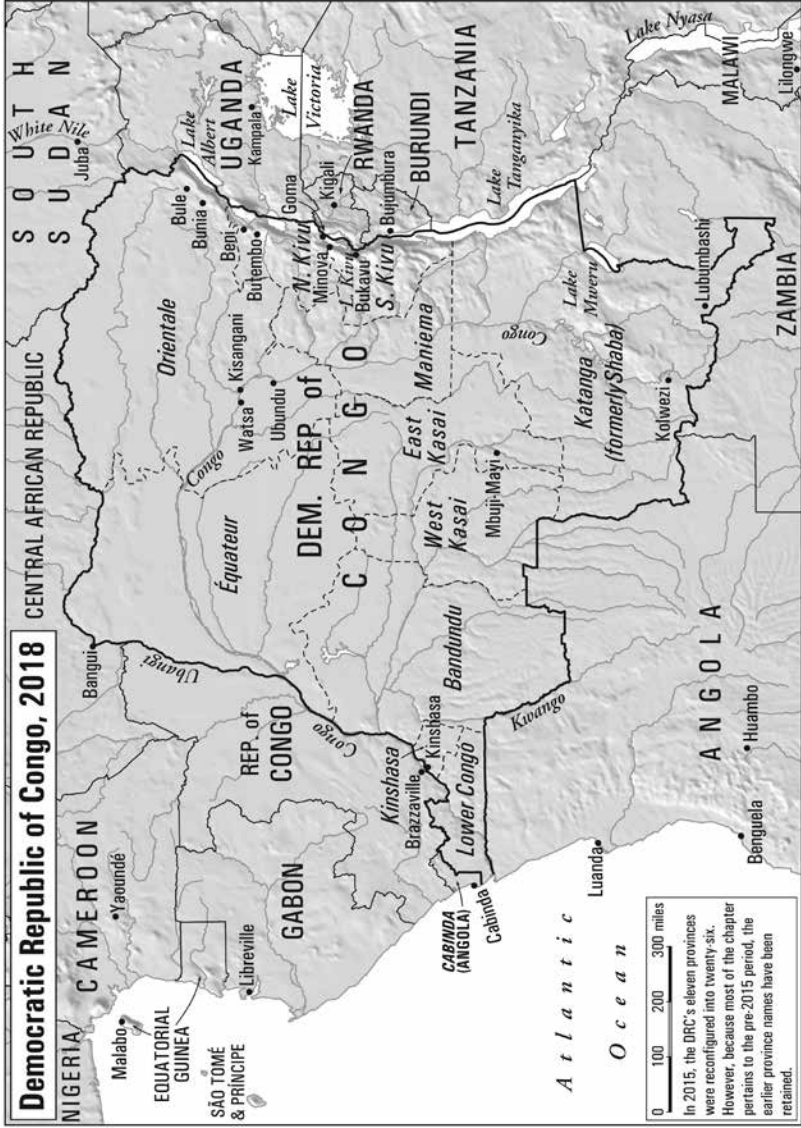 Democratic Republic of Congo, 2018
NIGERIA
CAMEROON
Yaoundé
Malabo
EQUATORIAL
GUINEA
SÃO TOMÉ
& PRÍNCIPE
Libreville
GABON
REP. of
CONGO
Bangui
Ubangi
CENTRAL AFRICAN REPUBLIC
SOUTH
SUDAN
White Nile
Juba
Lake
Albert
UGANDA
Kampala
Lake
Victoria
Bule
Bunia
Beni
Butembo
Goma
N. Kivu
Minova
L. Kivu
Bukavu
S. Kivu
Kigali
RWANDA
Bujumbura
BURUNDI
TANZANIA
Lake
Tanganyika
Orientale
Kisangani
Watsa
Ubundu
Congo
Équateur
DEM. REP. of
CONGO
Maniema
Congo
East
Kasai
West
Kasai
Mbuji-Mayi
Katanga
(formerly Shaba)
Kolwezi
Lubumbashi
Lake
Mweru
Lake Nyasa
MALAWI
Lilongwe
ZAMBIA
Congo
Kinshasa
Brazzaville
Kinshasa
Bandundu
Lower Congo
Kwango
CABINDA
(ANGOLA)
Cabinda
Luanda
ANGOLA
Huambo
Benguela
Atlantic
Ocean
0 100 200 300 miles
In 2015, the DRC's eleven provinces
were reconfigured into twenty-six.
However, because most of the chapter
pertains to the pre-2015 period, the
earlier province names have been
retained.